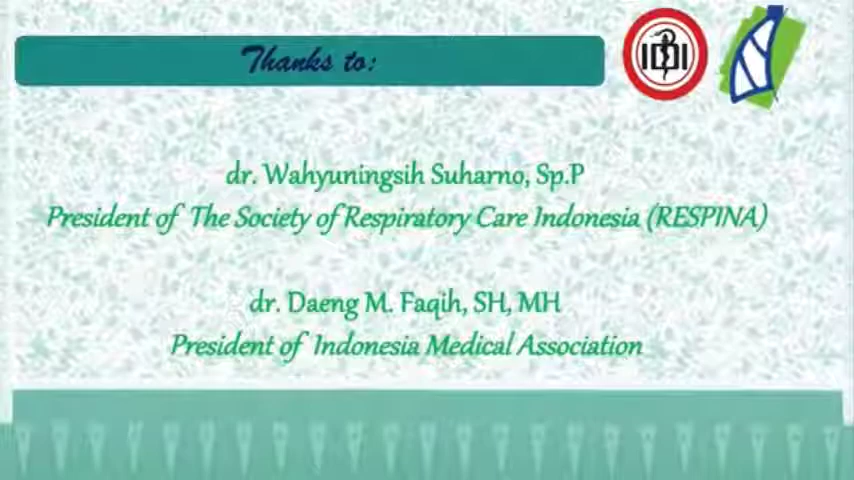 Thanks to:
IDI
dr. Wahyuningsih Suharno, Sp.P
President of The Society of Respiratory Care Indonesia (RESPINA)
dr. Daeng M. Faqih, SH, MH
President of Indonesia Medical Association